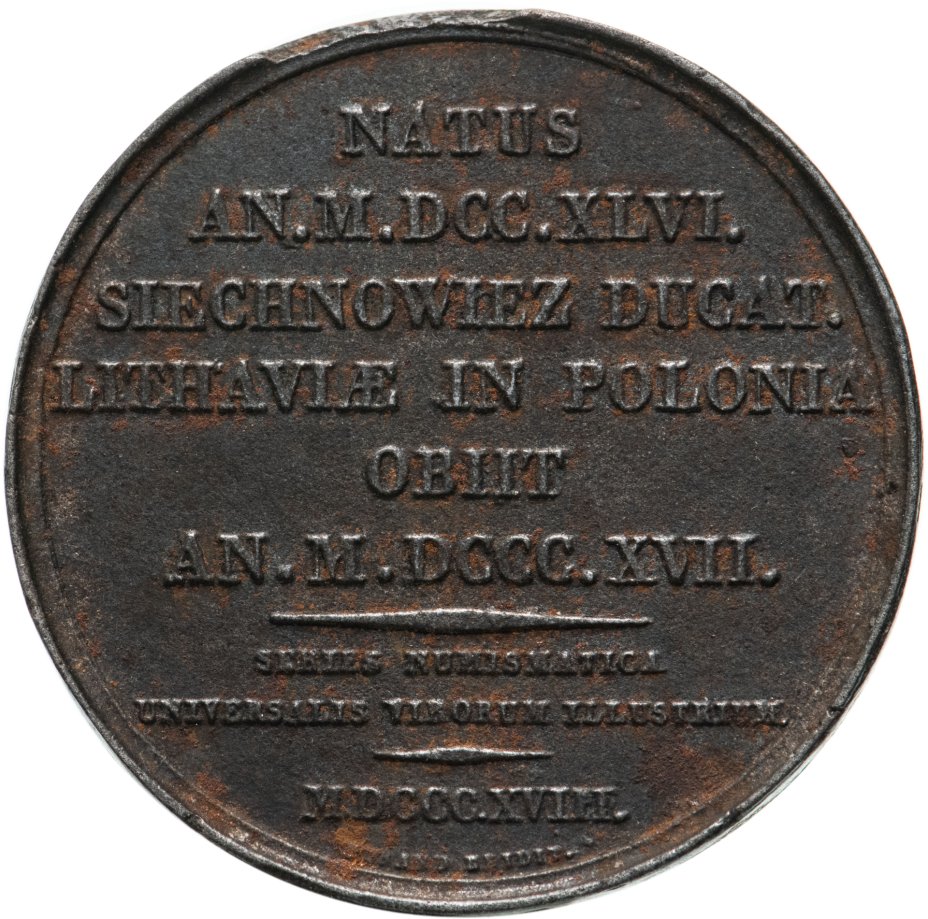 NATUS
AN.M.DCC.XLVI.
SIECHNOWIEZ DUCAT.
LITHAVIÆ IN POLONIA
OBIIT
AN.M.DCCC.XVII.
SERIES NUMISMATICA
UNIVERSALIS VIRORUM ILLUSTRIUM.
MDCCC.XVIII.